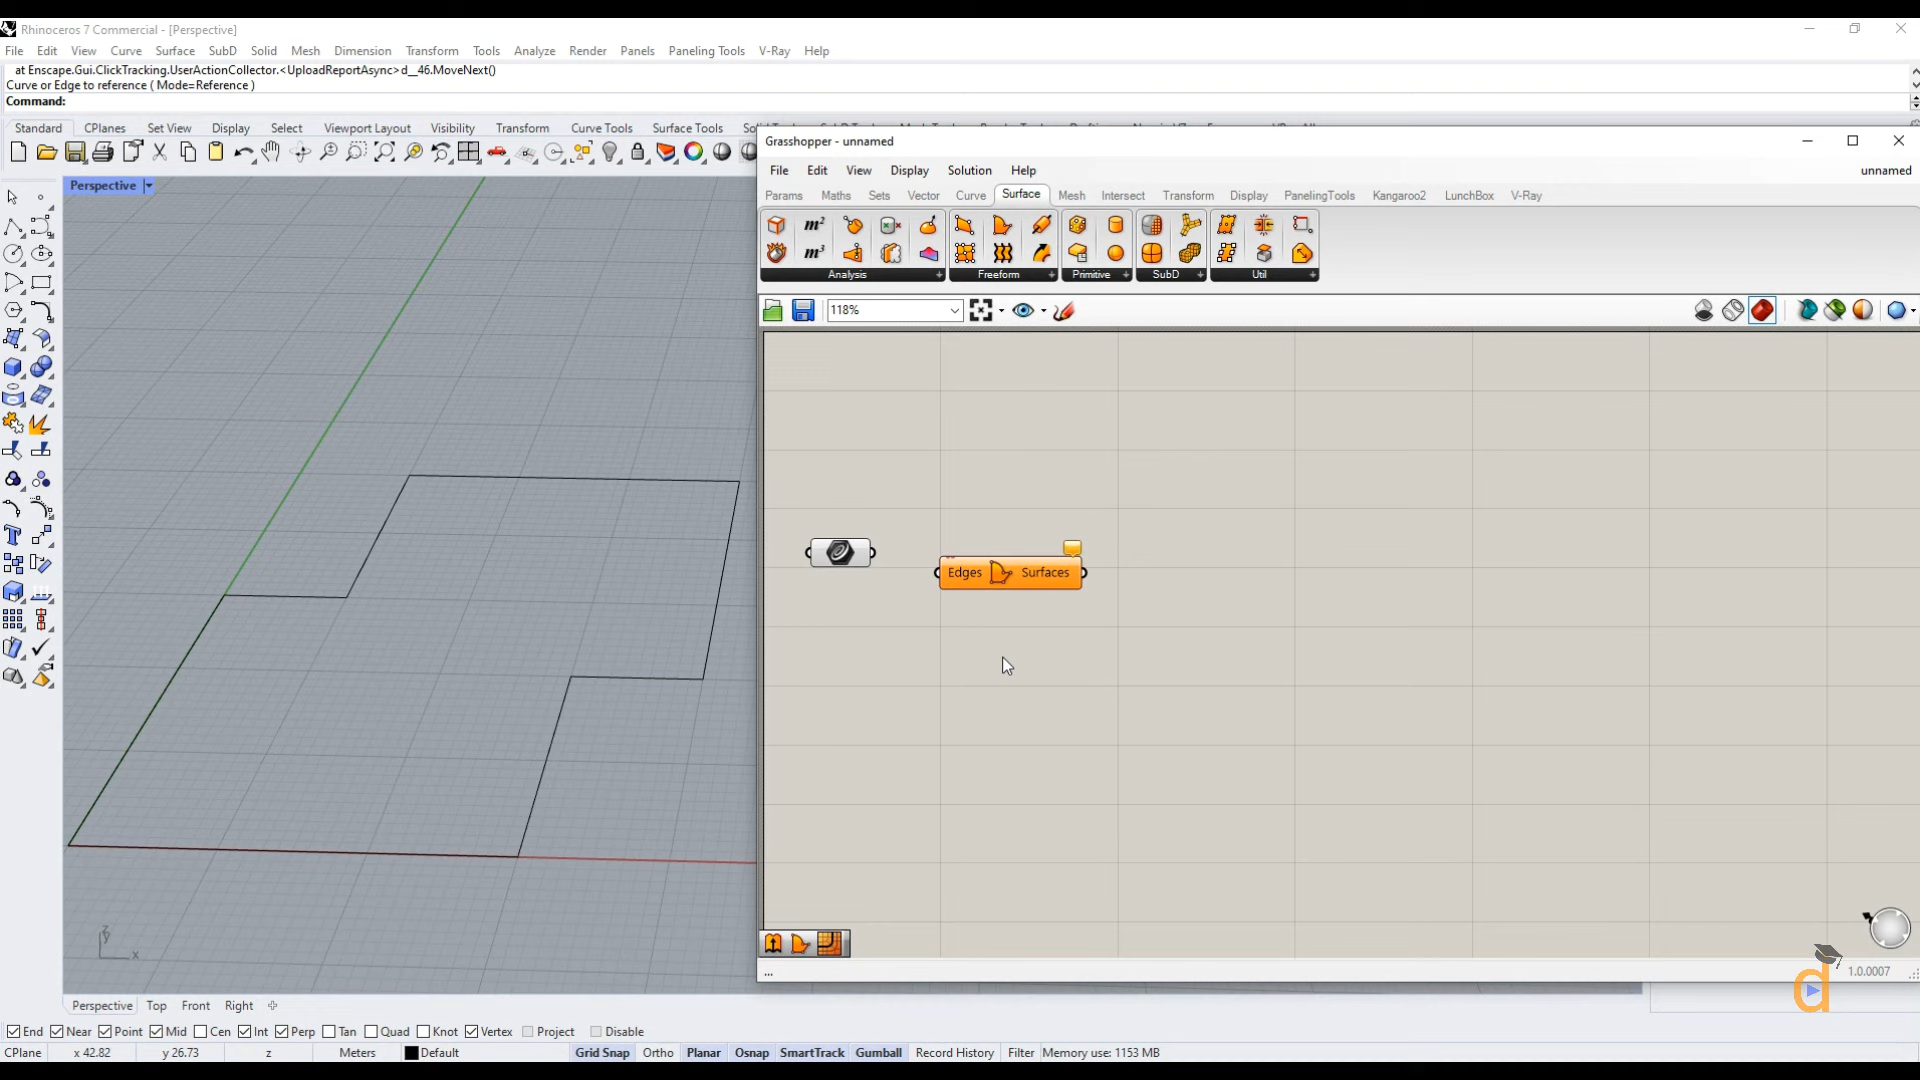 Rhinoceros 7 Commercial - [Perspective]
File Edit View Curve Surface SubD Solid Mesh Dimension Transform Tools Analyze Render Panels Paneling Tools V-Ray Help
at Enscape.Gui.ClickTracking.UserActionCollector.<UploadReportAsync>d__46.MoveNext()
Curve or Edge to reference ( Mode=Reference )
Command:
Standard CPlanes Set View Display Select Viewport Layout Visibility Transform Curve Tools Surface Tools
Grasshopper - unnamed
File Edit View Display Solution Help unnamed
Params Maths Sets Vector Curve Surface Mesh Intersect Transform Display PanelingTools Kangaroo2 LunchBox V-Ray
m² 
m³
Analysis Freeform Primitive SubD Util
118%
Perspective
Edges Surfaces
z
y
x
...
1.0.0007
d
Perspective Top Front Right
End Near Point Mid Cen Int Perp Tan Quad Knot Vertex Project Disable
CPlane x 42.82 y 26.73 z Meters Default Grid Snap Ortho Planar Osnap SmartTrack Gumball Record History Filter Memory use: 1153 MB